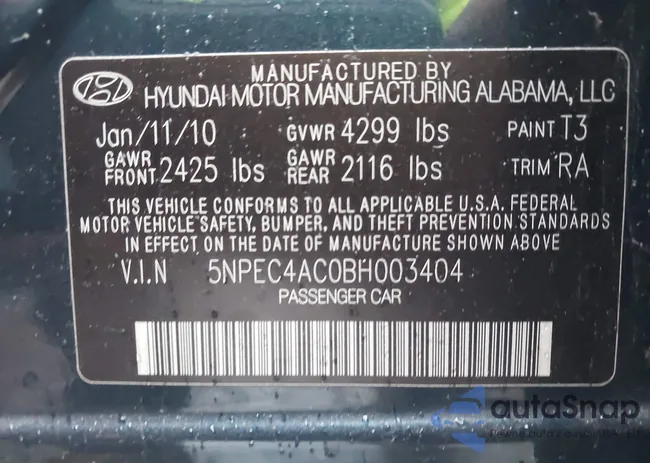 MANUFACTURED BY
HYUNDAI MOTOR MANUFACTURING ALABAMA, LLC
Jan/11/10 GVWR 4299 lbs PAINT T3
GAWR FRONT 2425 lbs GAWR REAR 2116 lbs TRIM RA
THIS VEHICLE CONFORMS TO ALL APPLICABLE U.S.A. FEDERAL
MOTOR VEHICLE SAFETY, BUMPER, AND THEFT PREVENTION STANDARDS
IN EFFECT ON THE DATE OF MANUFACTURE SHOWN ABOVE
V.I.N 5NPEC4AC0BH003404
PASSENGER CAR
autaSnap